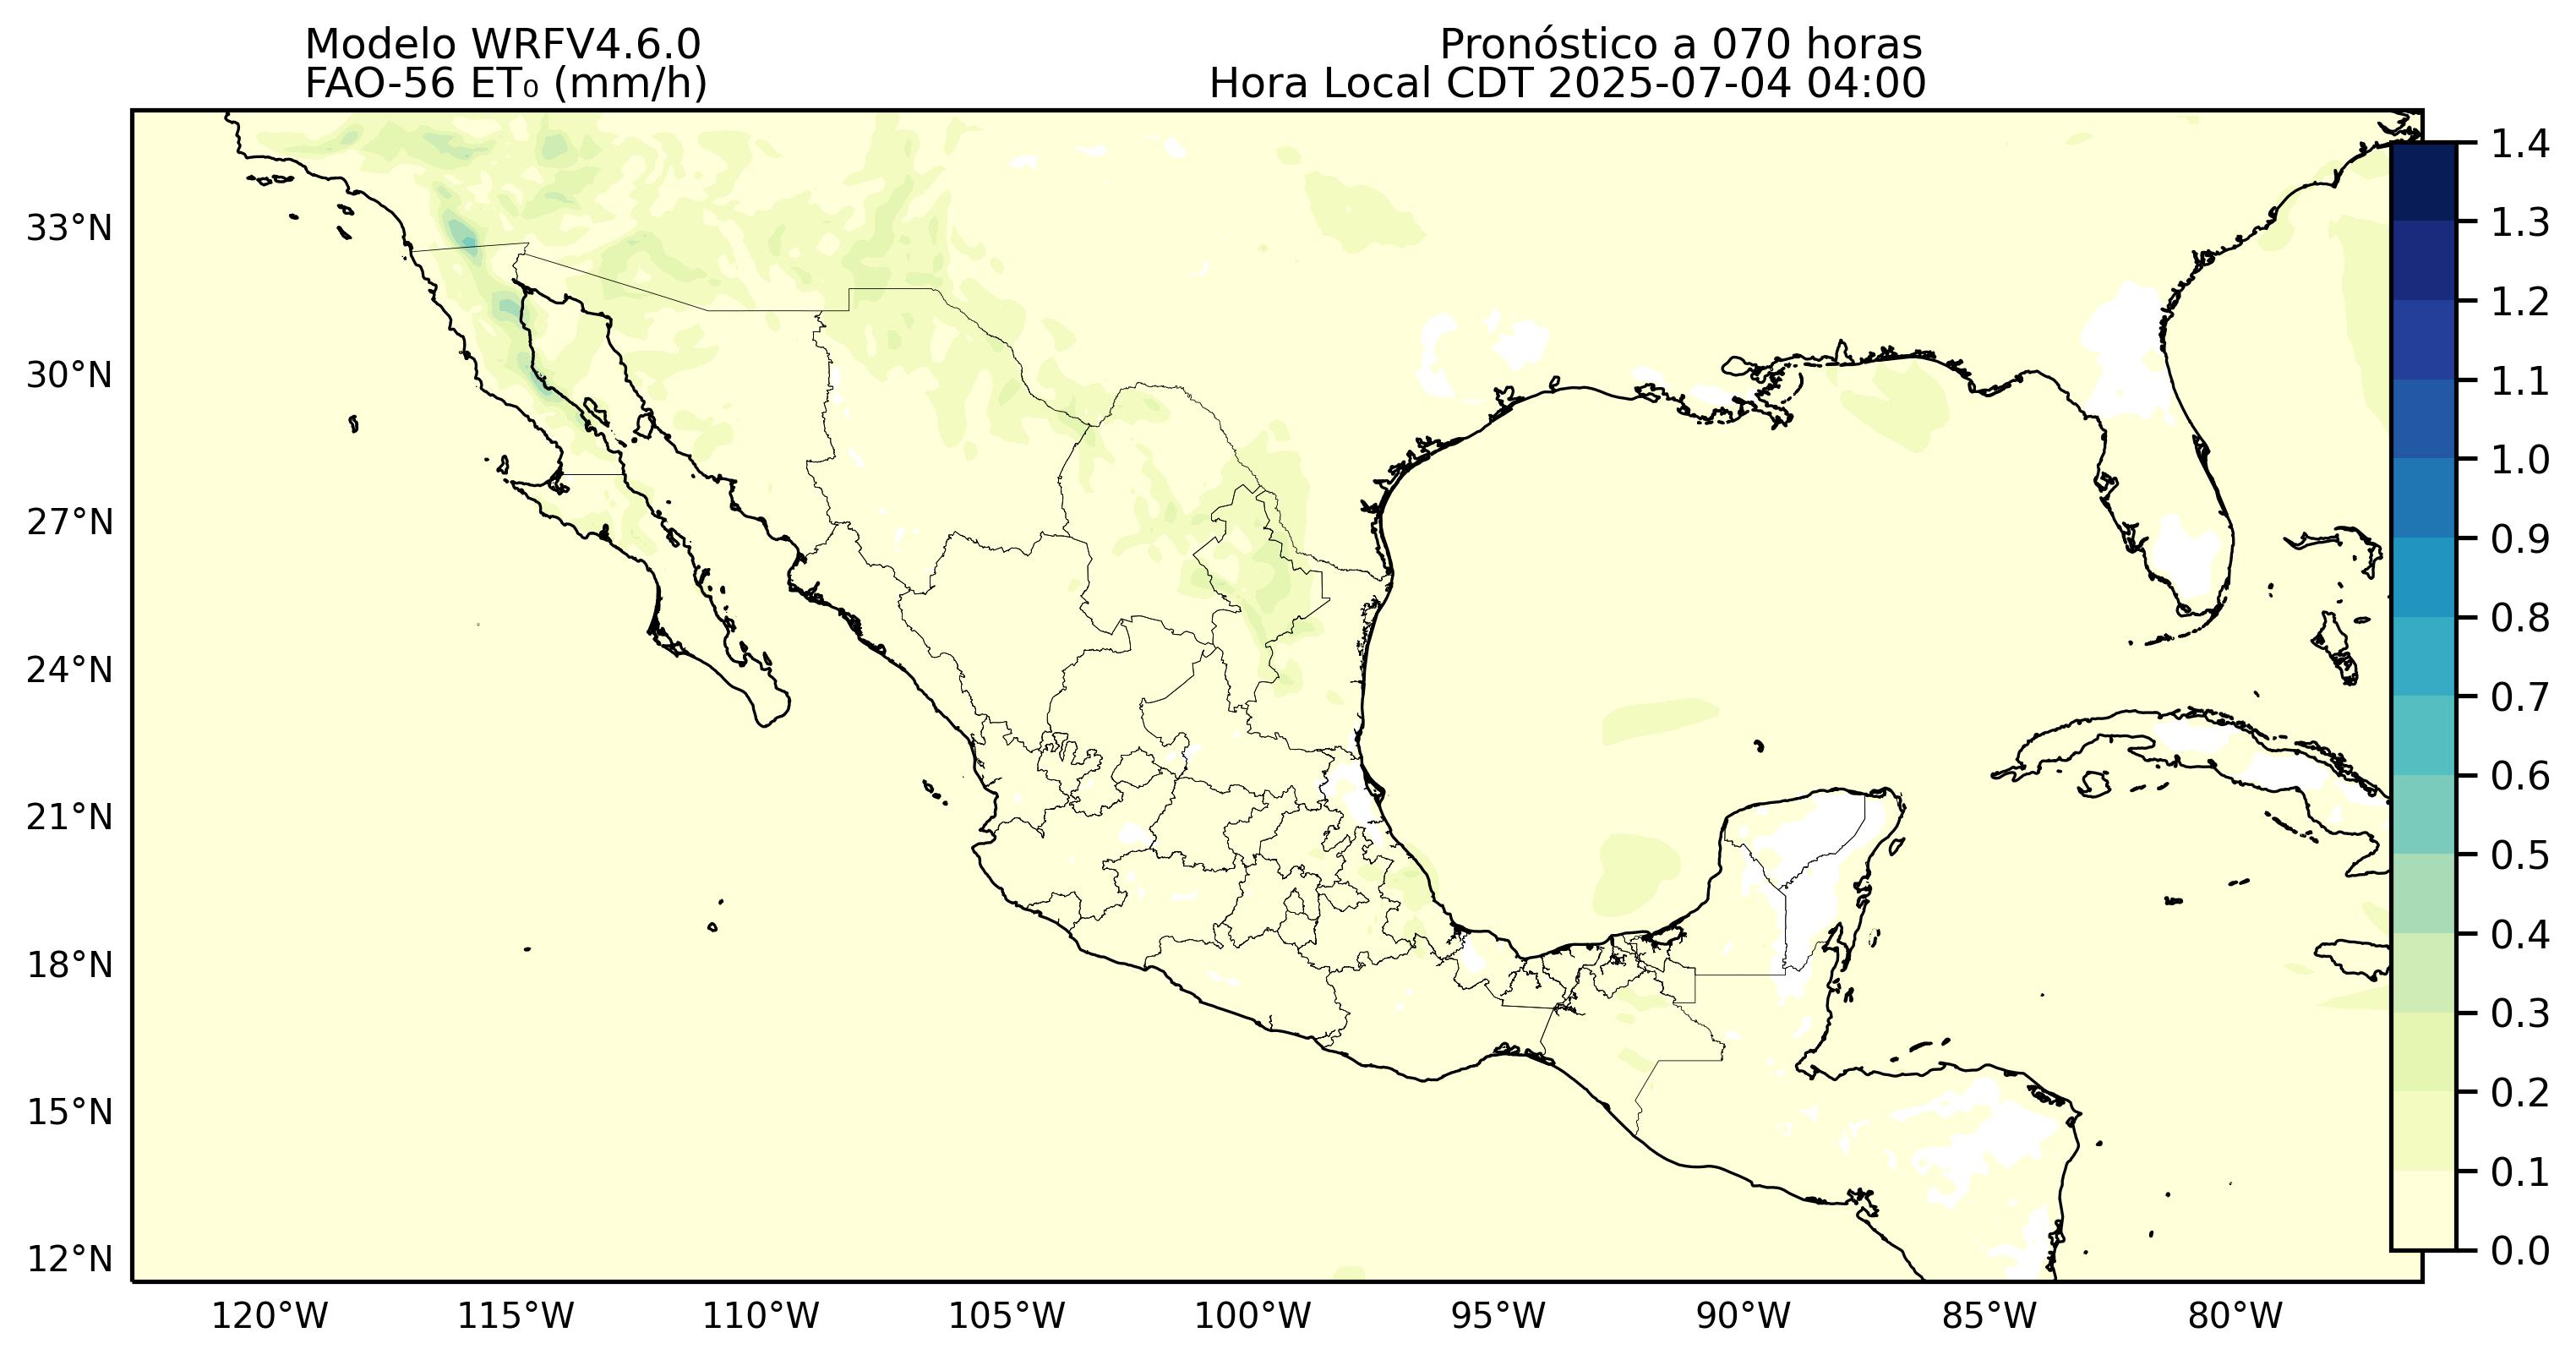 Modelo WRFV4.6.0
FAO-56 ET₀ (mm/h)
Pronóstico a 070 horas
Hora Local CDT 2025-07-04 04:00
33°N
30°N
27°N
24°N
21°N
18°N
15°N
12°N
120°W
115°W
110°W
105°W
100°W
95°W
90°W
85°W
80°W
1.4
1.3
1.2
1.1
1.0
0.9
0.8
0.7
0.6
0.5
0.4
0.3
0.2
0.1
0.0